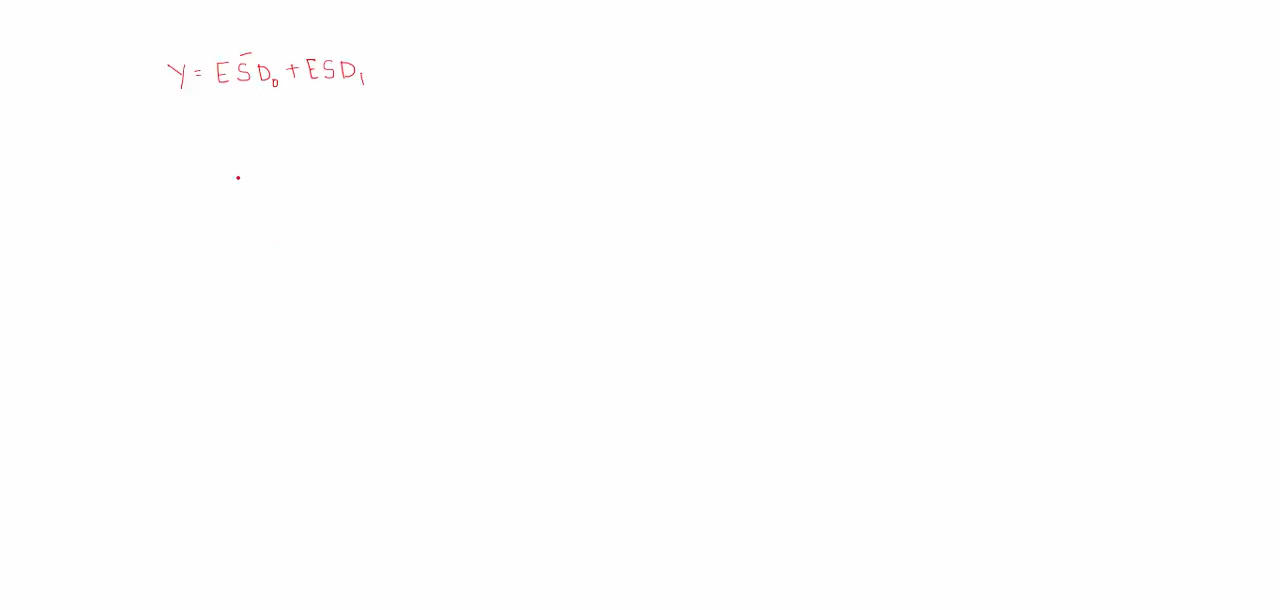 Y = E S̄ D₀ + E S D₁